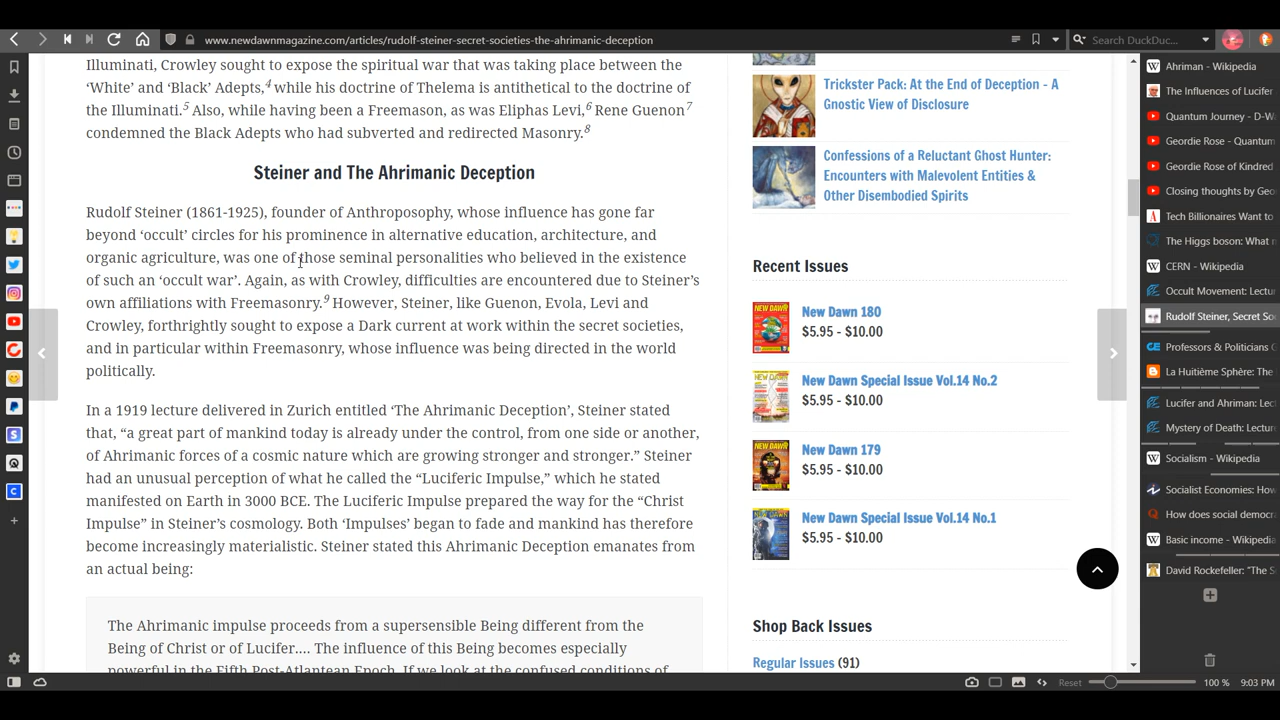 www.newdawnmagazine.com/articles/rudolf-steiner-secret-societies-the-ahrimanic-deception
Search DuckDuc...
Illuminati, Crowley sought to expose the spiritual war that was taking place between the
‘White’ and ‘Black’ Adepts,4 while his doctrine of Thelema is antithetical to the doctrine of
the Illuminati.5 Also, while having been a Freemason, as was Eliphas Levi,6 Rene Guenon7
condemned the Black Adepts who had subverted and redirected Masonry.8
Steiner and The Ahrimanic Deception
Rudolf Steiner (1861-1925), founder of Anthroposophy, whose influence has gone far
beyond ‘occult’ circles for his prominence in alternative education, architecture, and
organic agriculture, was one of those seminal personalities who believed in the existence
of such an ‘occult war’. Again, as with Crowley, difficulties are encountered due to Steiner’s
own affiliations with Freemasonry.9 However, Steiner, like Guenon, Evola, Levi and
Crowley, forthrightly sought to expose a Dark current at work within the secret societies,
and in particular within Freemasonry, whose influence was being directed in the world
politically.
In a 1919 lecture delivered in Zurich entitled ‘The Ahrimanic Deception’, Steiner stated
that, “a great part of mankind today is already under the control, from one side or another,
of Ahrimanic forces of a cosmic nature which are growing stronger and stronger.” Steiner
had an unusual perception of what he called the “Luciferic Impulse,” which he stated
manifested on Earth in 3000 BCE. The Luciferic Impulse prepared the way for the “Christ
Impulse” in Steiner’s cosmology. Both ‘Impulses’ began to fade and mankind has therefore
become increasingly materialistic. Steiner stated this Ahrimanic Deception emanates from
an actual being:
The Ahrimanic impulse proceeds from a supersensible Being different from the
Being of Christ or of Lucifer.... The influence of this Being becomes especially
powerful in the Fifth Post-Atlantean Epoch. If we look at the confused conditions of
Trickster Pack: At the End of Deception - A
Gnostic View of Disclosure
Confessions of a Reluctant Ghost Hunter:
Encounters with Malevolent Entities &
Other Disembodied Spirits
Recent Issues
New Dawn 180
$5.95 - $10.00
New Dawn Special Issue Vol.14 No.2
$5.95 - $10.00
New Dawn 179
$5.95 - $10.00
New Dawn Special Issue Vol.14 No.1
$5.95 - $10.00
Shop Back Issues
Regular Issues (91)
Ahriman - Wikipedia
The Influences of Lucifer
Quantum Journey - D-W
Geordie Rose - Quantum
Geordie Rose of Kindred
Closing thoughts by Geo
Tech Billionaires Want to
The Higgs boson: What
CERN - Wikipedia
Occult Movement: Lectu
Rudolf Steiner, Secret So
Professors & Politicians
La Huitième Sphère: The
Lucifer and Ahriman: Lec
Mystery of Death: Lectur
Socialism - Wikipedia
Socialist Economies: How
How does social democr
Basic income - Wikipedia
David Rockefeller: "The S
Reset
100 %
9:03 PM